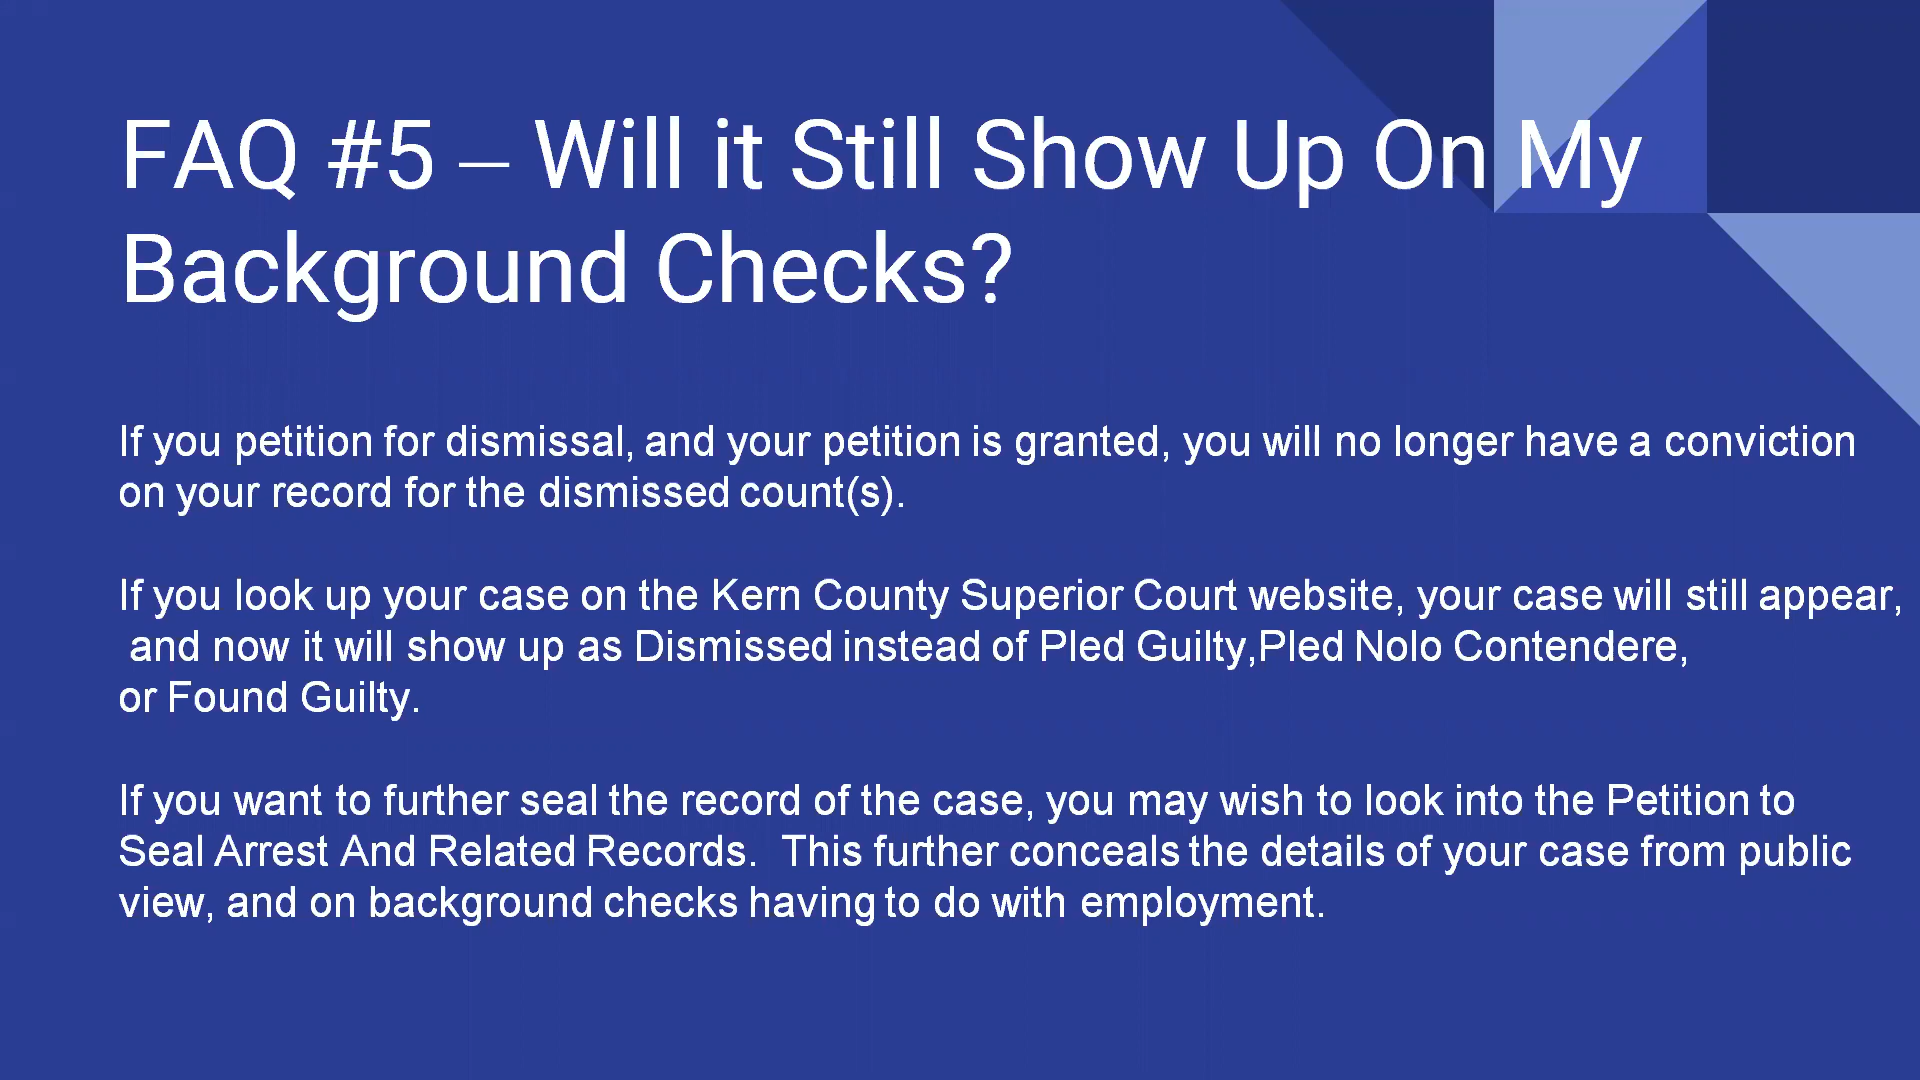 FAQ #5 – Will it Still Show Up On My
Background Checks?
If you petition for dismissal, and your petition is granted, you will no longer have a conviction
on your record for the dismissed count(s).
If you look up your case on the Kern County Superior Court website, your case will still appear,
and now it will show up as Dismissed instead of Pled Guilty,Pled Nolo Contendere,
or Found Guilty.
If you want to further seal the record of the case, you may wish to look into the Petition to
Seal Arrest And Related Records.  This further conceals the details of your case from public
view, and on background checks having to do with employment.